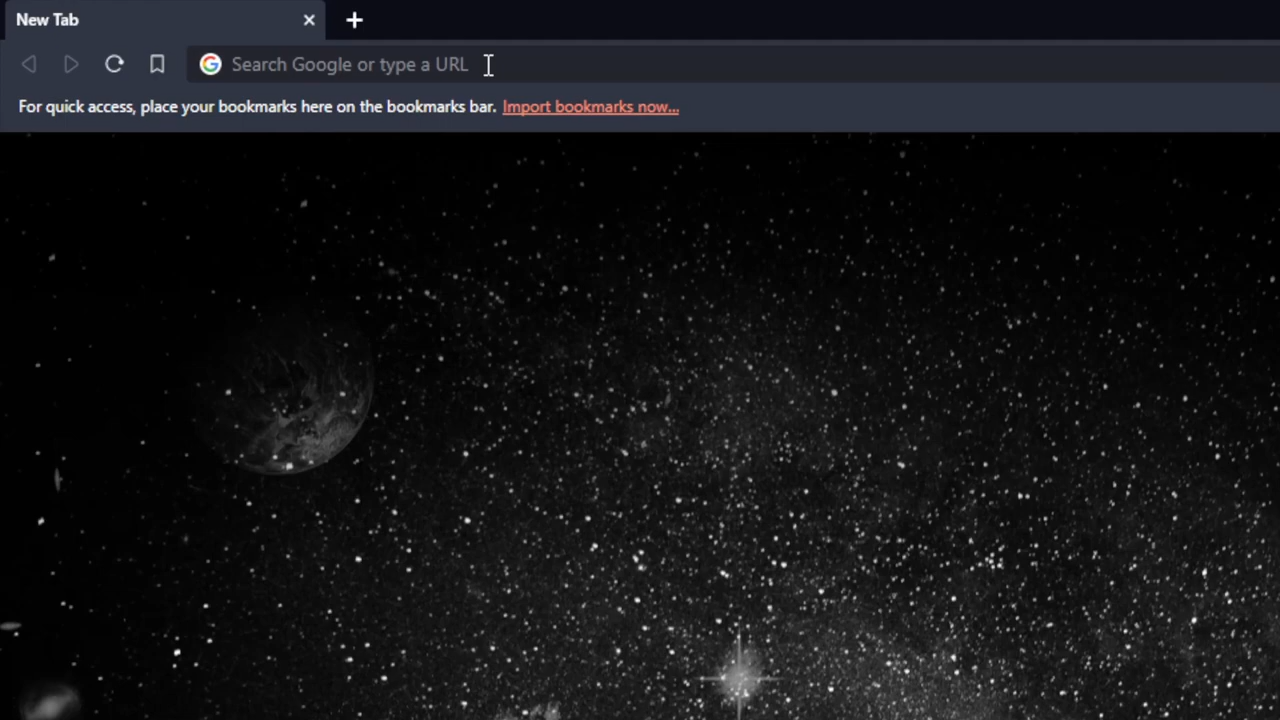 New Tab
Search Google or type a URL
For quick access, place your bookmarks here on the bookmarks bar. Import bookmarks now...